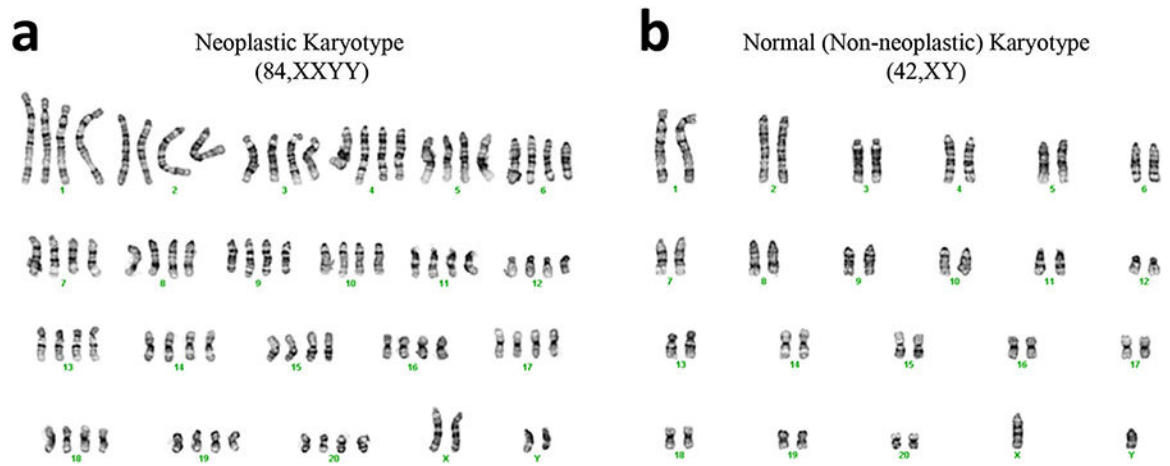 a
Neoplastic Karyotype
(84,XXYY)
1 2 3 4 5 6
7 8 9 10 11 12
13 14 15 16 17
18 19 20 X Y
b
Normal (Non-neoplastic) Karyotype
(42,XY)
1 2 3 4 5 6
7 8 9 10 11 12
13 14 15 16 17
18 19 20 X Y